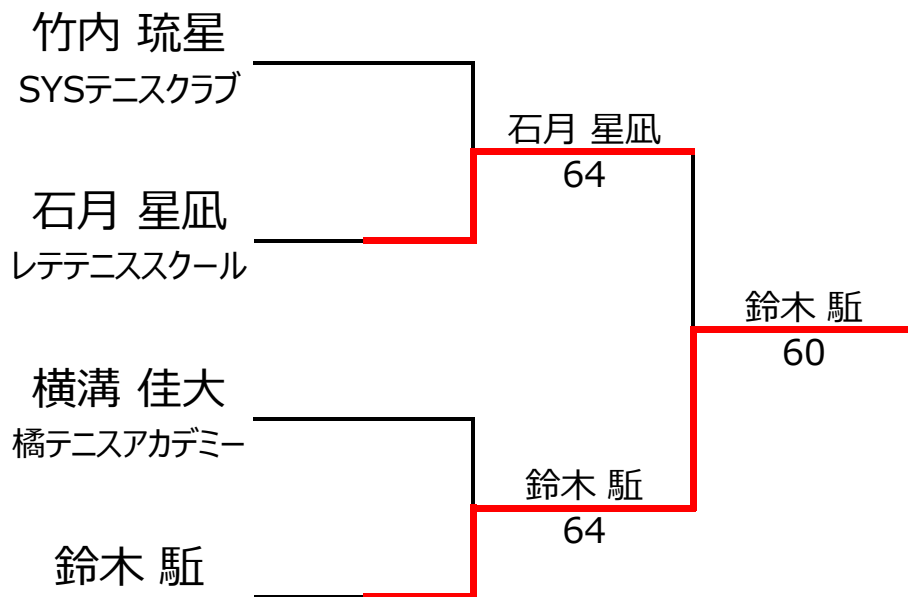 竹内 琉星
SYSテニスクラブ
石月 星凪
64
石月 星凪
レテテニススクール
鈴木 駈
60
横溝 佳大
橘テニスアカデミー
鈴木 駈
64
鈴木 駈